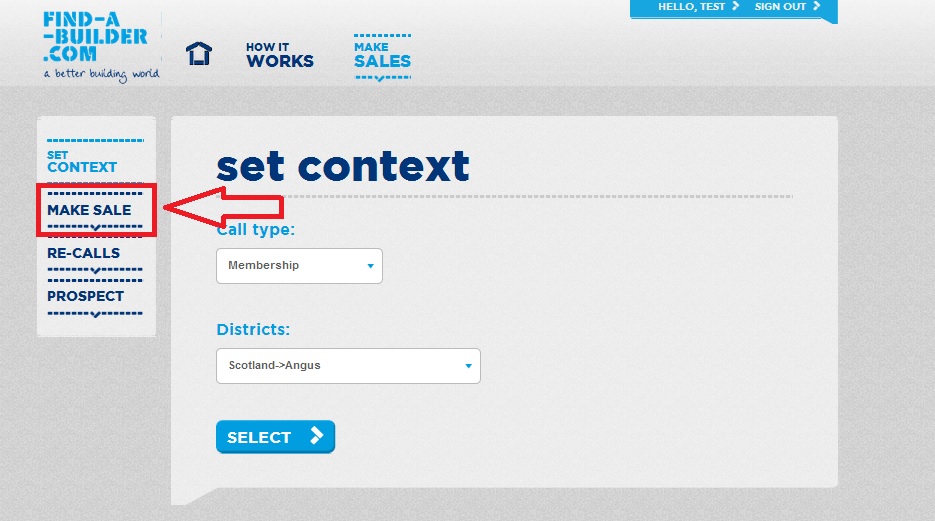 FIND-A
-BUILDER
.COM
a better building world
HOW IT
WORKS
MAKE
SALES
HELLO, TEST
SIGN OUT
SET
CONTEXT
MAKE SALE
RE-CALLS
PROSPECT
set context
Call type:
Membership
Districts:
Scotland->Angus
SELECT